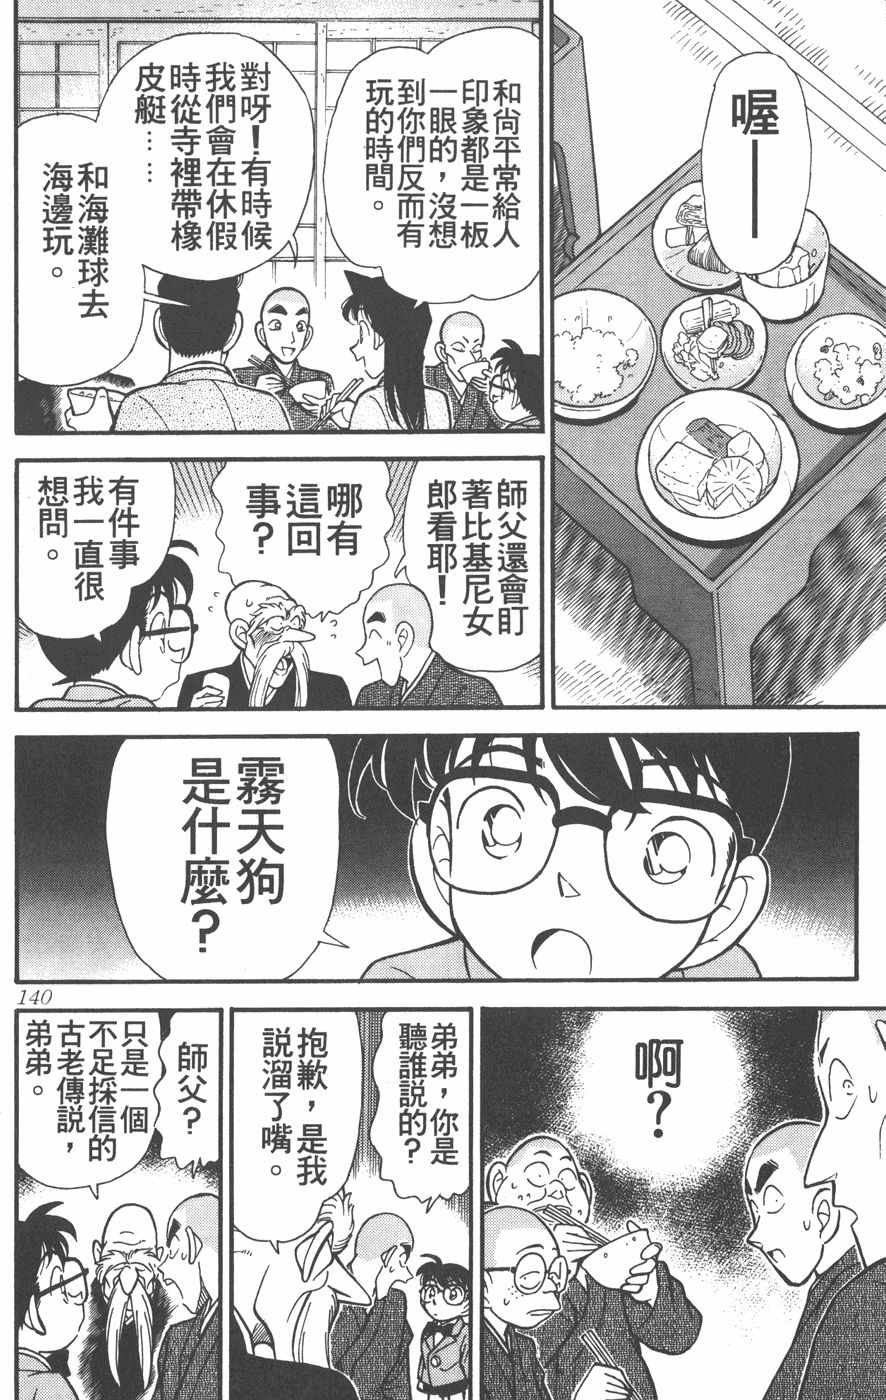 喔──
和尚平常給人
印象都是一板
一眼的，沒想
到你們反而有
玩的時間。
對呀！有時候
我們會在休假
時從寺裡帶橡
皮艇……
和海灘球去
海邊玩。
師父還會盯
著比基尼女
郎看耶！
哪有
這回
事？
有件事
我一直很
想問。
霧天狗
是什麼？
140
啊？
弟弟，你是
聽誰說的？
抱歉，是我
說溜了嘴。
師父？
只是一個
不足採信的
古老傳說，
弟弟。